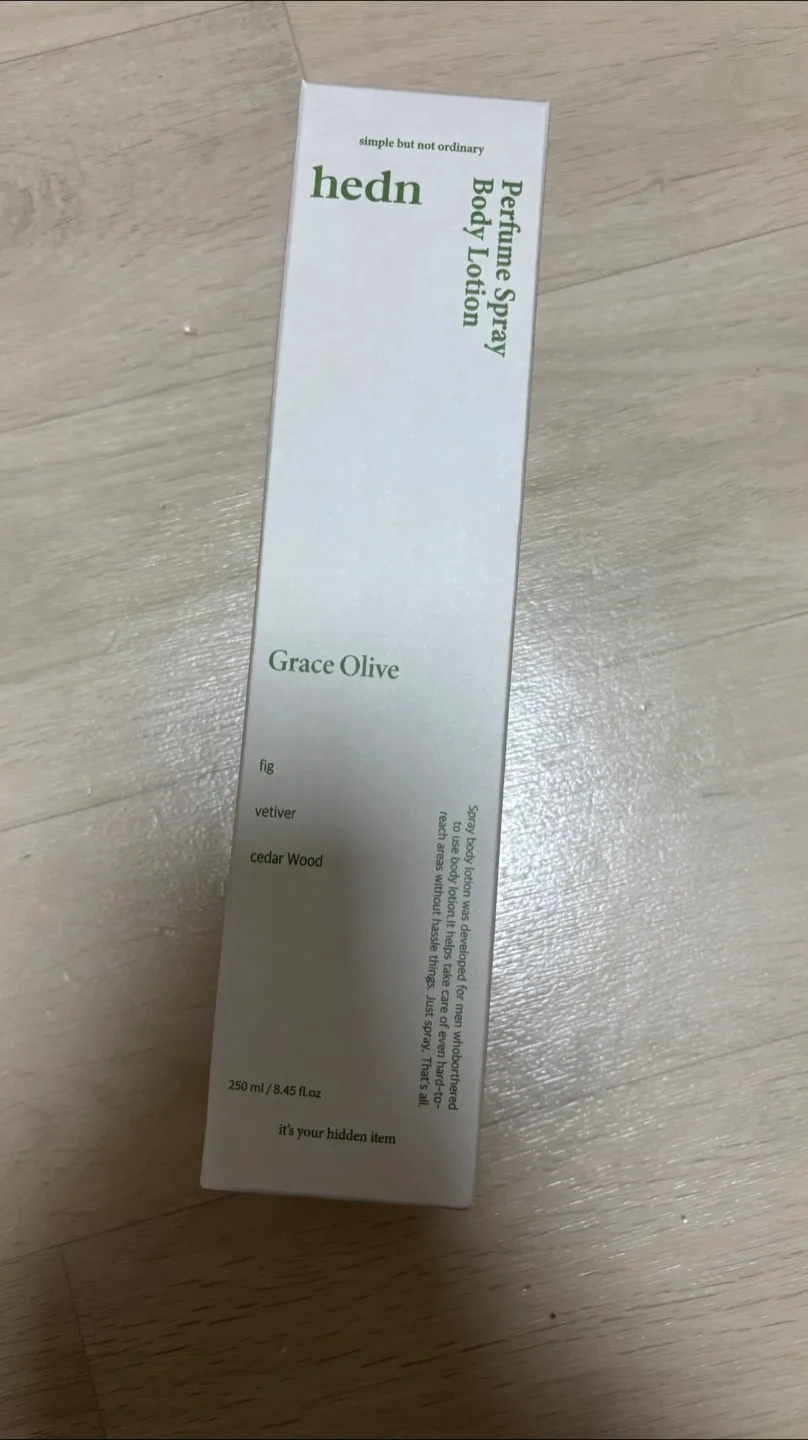 simple but not ordinary
hedn
Perfume Spray
Body Lotion
Grace Olive
fig
vetiver
cedar Wood
Spray body lotion was developed for men whoborthered
to use body lotion.it helps take care of even hard-to-
reach areas without hassle things. Just spray, That's all.
250 ml / 8.45 fl.oz
it's your hidden item